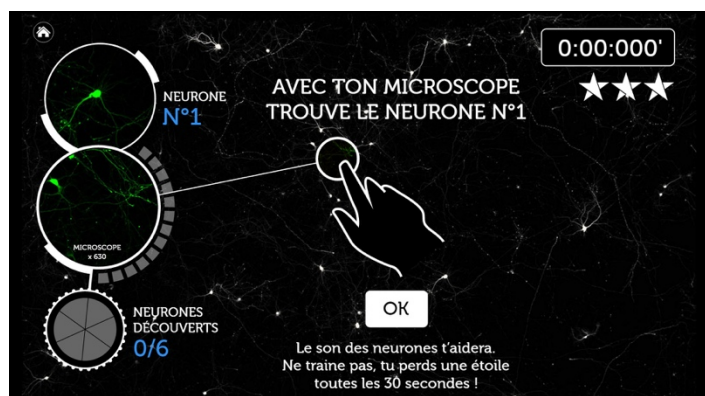 NEURONE
N°1
AVEC TON MICROSCOPE
TROUVE LE NEURONE N°1
0:00:000'
MICROSCOPE
x 630
NEURONES
DÉCOUVERTS
0/6
OK
Le son des neurones t'aidera.
Ne traine pas, tu perds une étoile
toutes les 30 secondes !